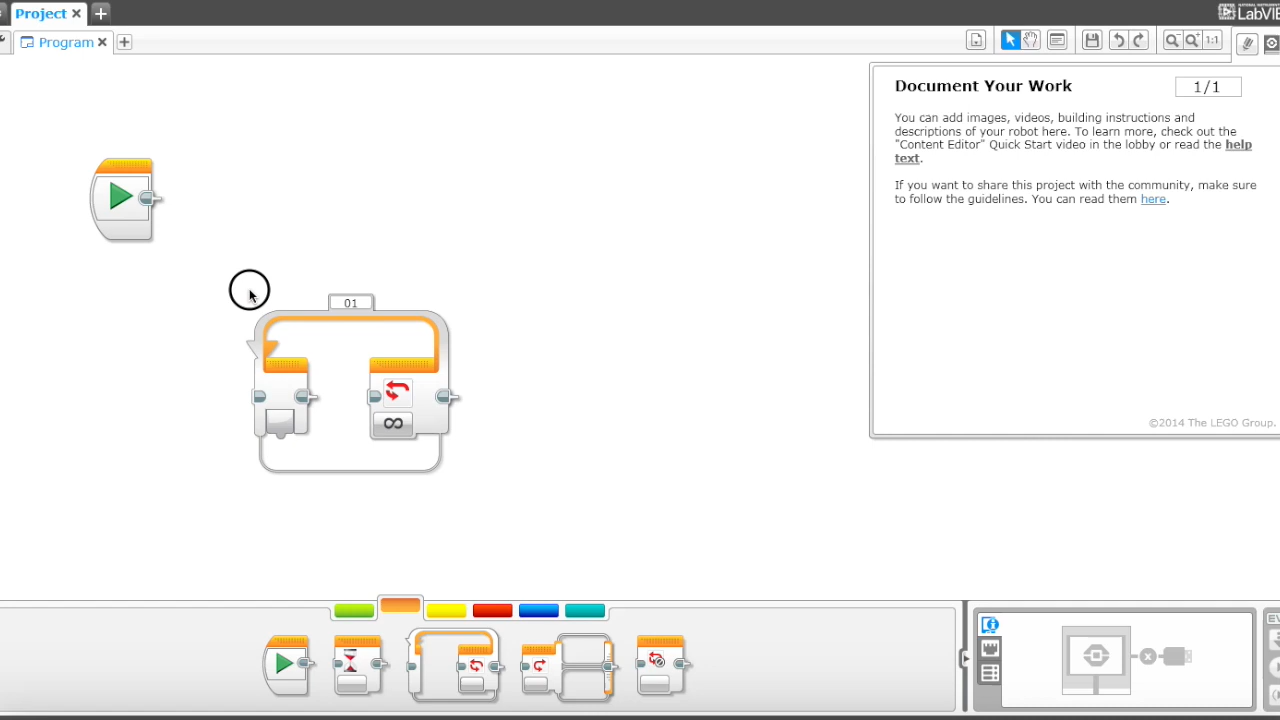 Project
LabVIE
Program
1:1
Document Your Work
1/1
You can add images, videos, building instructions and
descriptions of your robot here. To learn more, check out the
"Content Editor" Quick Start video in the lobby or read the help
text.
If you want to share this project with the community, make sure
to follow the guidelines. You can read them here.
01
∞
©2014 The LEGO Group.
EV